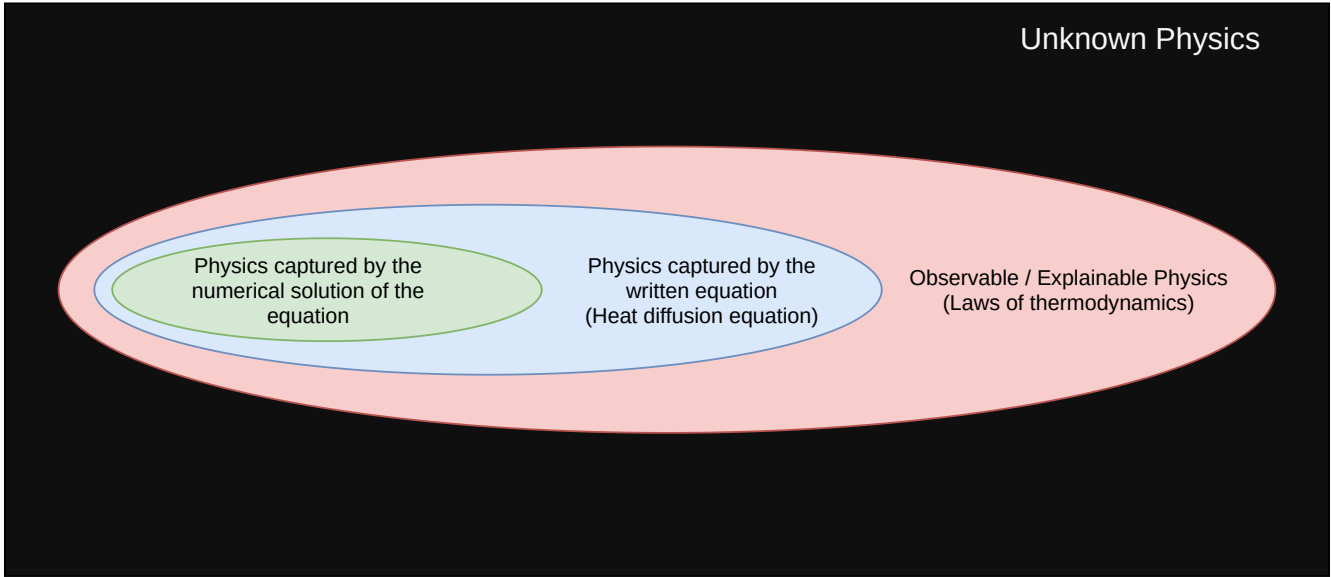 Unknown Physics
Physics captured by the
numerical solution of the
equation
Physics captured by the
written equation
(Heat diffusion equation)
Observable / Explainable Physics
(Laws of thermodynamics)